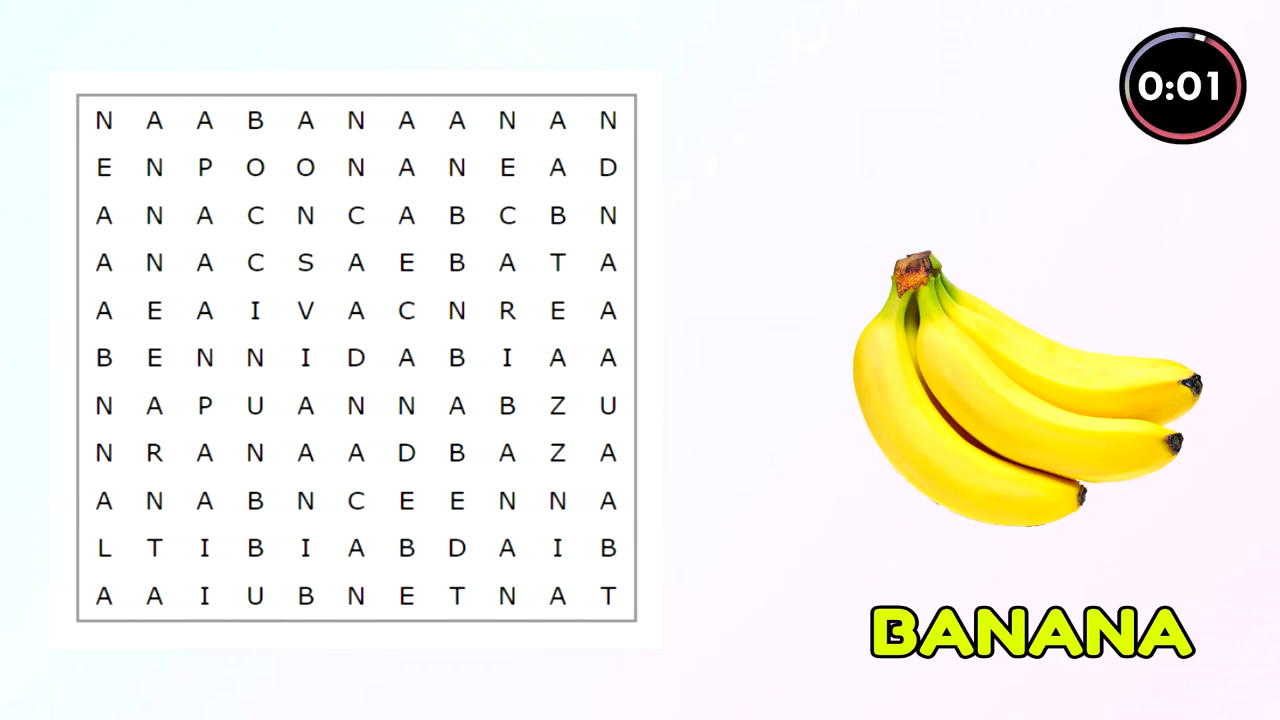 0:01
N A A B A N A A N A N
E N P O O N A N E A D
A N A C N C A B C B N
A N A C S A E B A T A
A E A I V A C N R E A
B E N N I D A B I A A
N A P U A N N A B Z U
N R A N A A D B A Z A
A N A B N C E E N N A
L T I B I A B D A I B
A A I U B N E T N A T
BANANA